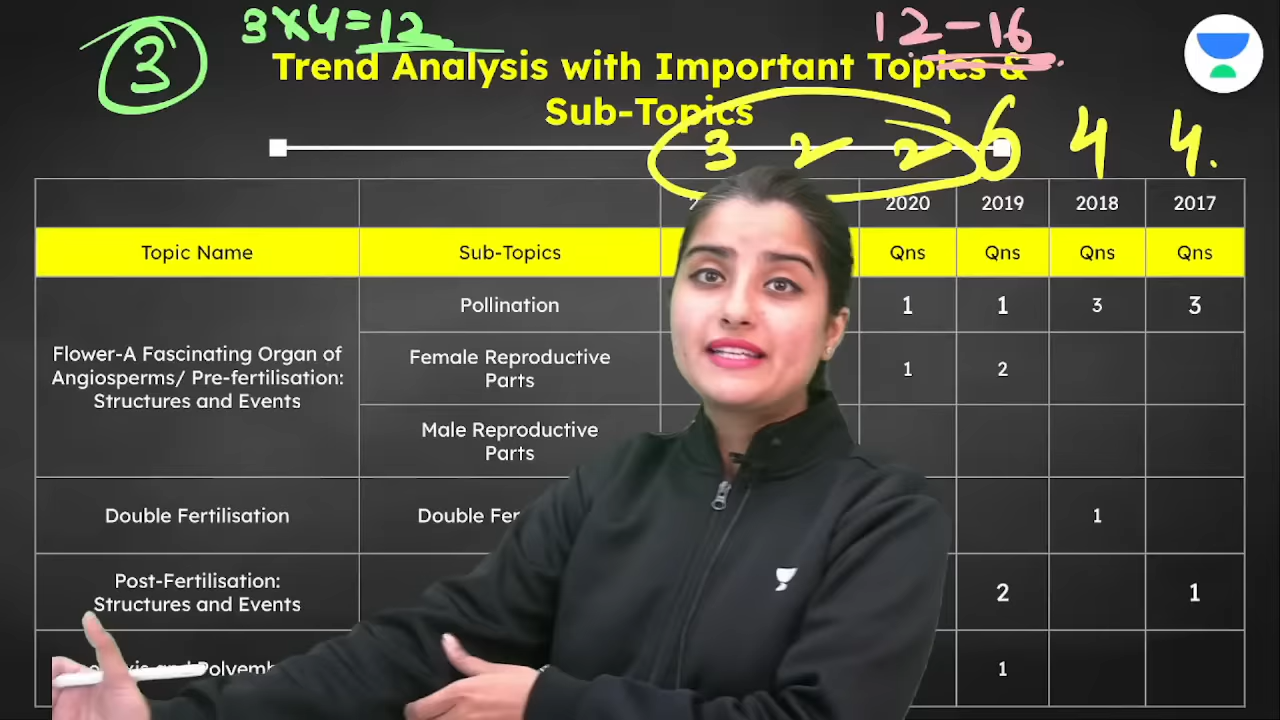 3
3x4=12
12-16
Trend Analysis with Important Topics &
Sub-Topics
3 2 2 6 4 4.
2020 2019 2018 2017
Topic Name Sub-Topics Qns Qns Qns Qns
Flower-A Fascinating Organ of
Angiosperms/ Pre-fertilisation:
Structures and Events
Pollination 1 1 3 3
Female Reproductive
Parts
1 2
Male Reproductive
Parts
Double Fertilisation Double 1
Post-Fertilisation:
Structures and Events
2 1
and 1